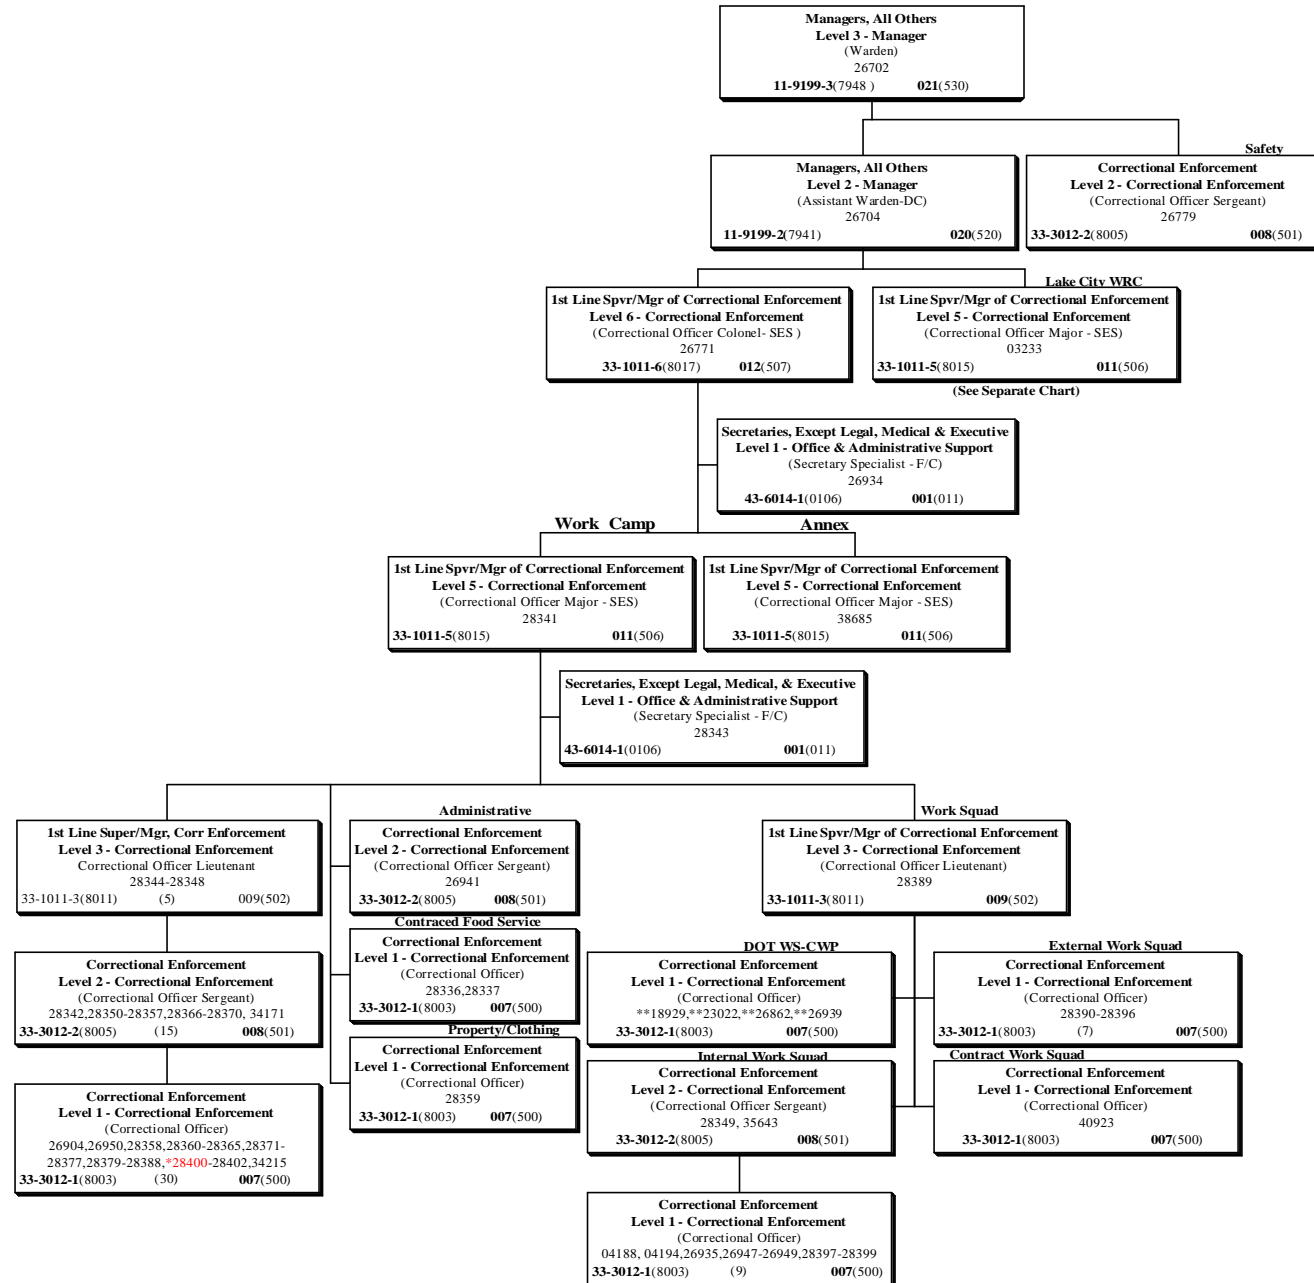 Managers, All Others
Level 3 - Manager
(Warden)
26702
11-9199-3(7948 ) 021(530)
Safety
Managers, All Others
Level 2 - Manager
(Assistant Warden-DC)
26704
11-9199-2(7941) 020(520)
Correctional Enforcement
Level 2 - Correctional Enforcement
(Correctional Officer Sergeant)
26779
33-3012-2(8005) 008(501)
1st Line Spvr/Mgr of Correctional Enforcement
Level 6 - Correctional Enforcement
(Correctional Officer Colonel- SES )
26771
33-1011-6(8017) 012(507)
Lake City WRC
1st Line Spvr/Mgr of Correctional Enforcement
Level 5 - Correctional Enforcement
(Correctional Officer Major - SES)
03233
33-1011-5(8015) 011(506)
(See Separate Chart)
Secretaries, Except Legal, Medical & Executive
Level 1 - Office & Administrative Support
(Secretary Specialist - F/C)
26934
43-6014-1(0106) 001(011)
Work Camp
1st Line Spvr/Mgr of Correctional Enforcement
Level 5 - Correctional Enforcement
(Correctional Officer Major - SES)
28341
33-1011-5(8015) 011(506)
Annex
1st Line Spvr/Mgr of Correctional Enforcement
Level 5 - Correctional Enforcement
(Correctional Officer Major - SES)
38685
33-1011-5(8015) 011(506)
Secretaries, Except Legal, Medical, & Executive
Level 1 - Office & Administrative Support
(Secretary Specialist - F/C)
28343
43-6014-1(0106) 001(011)
1st Line Super/Mgr, Corr Enforcement
Level 3 - Correctional Enforcement
Correctional Officer Lieutenant
28344-28348
33-1011-3(8011) (5) 009(502)
Correctional Enforcement
Level 2 - Correctional Enforcement
(Correctional Officer Sergeant)
28342,28350-28357,28366-28370, 34171
33-3012-2(8005) (15) 008(501)
Correctional Enforcement
Level 1 - Correctional Enforcement
(Correctional Officer)
26904,26950,28358,28360-28365,28371-
28377,28379-28388,*28400-28402,34215
33-3012-1(8003) (30) 007(500)
Administrative
Correctional Enforcement
Level 2 - Correctional Enforcement
(Correctional Officer Sergeant)
26941
33-3012-2(8005) 008(501)
Contraced Food Service
Correctional Enforcement
Level 1 - Correctional Enforcement
(Correctional Officer)
28336,28337
33-3012-1(8003) 007(500)
Property/Clothing
Correctional Enforcement
Level 1 - Correctional Enforcement
(Correctional Officer)
28359
33-3012-1(8003) 007(500)
Work Squad
1st Line Spvr/Mgr of Correctional Enforcement
Level 3 - Correctional Enforcement
(Correctional Officer Lieutenant)
28389
33-1011-3(8011) 009(502)
DOT WS-CWP
Correctional Enforcement
Level 1 - Correctional Enforcement
(Correctional Officer)
**18929,**23022,**26862,**26939
33-3012-1(8003) 007(500)
External Work Squad
Correctional Enforcement
Level 1 - Correctional Enforcement
(Correctional Officer)
28390-28396
33-3012-1(8003) (7) 007(500)
Internal Work Squad
Correctional Enforcement
Level 2 - Correctional Enforcement
(Correctional Officer Sergeant)
28349, 35643
33-3012-2(8005) 008(501)
Contract Work Squad
Correctional Enforcement
Level 1 - Correctional Enforcement
(Correctional Officer)
40923
33-3012-1(8003) 007(500)
Correctional Enforcement
Level 1 - Correctional Enforcement
(Correctional Officer)
04188, 04194,26935,26947-26949,28397-28399
33-3012-1(8003) (9) 007(500)